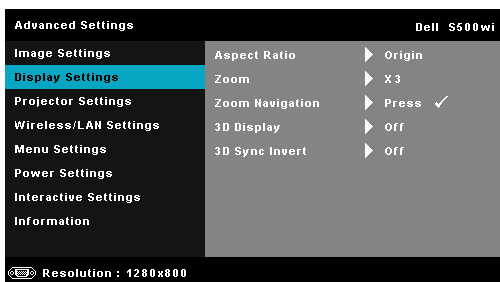 Advanced Settings Dell S500wi
Image Settings Aspect Ratio Origin
Display Settings Zoom X3
Projector Settings Zoom Navigation Press
Wireless/LAN Settings 3D Display Off
Menu Settings 3D Sync Invert Off
Power Settings
Interactive Settings
Information
Resolution : 1280x800